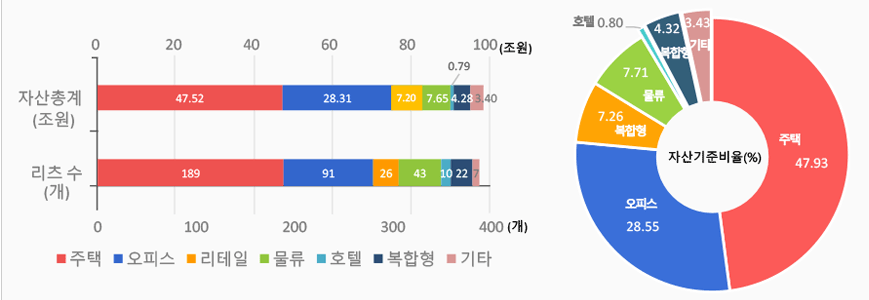 0 20 40 60 80 100 (조원)
0.79
자산총계
(조원)
47.52 28.31 7.20 7.65 4.28 3.40
리츠 수
(개)
189 91 26 43 10 22 7
0 100 200 300 400 (개)
주택 오피스 리테일 물류 호텔 복합형 기타
호텔 0.80
4.32
복합형
3.43
기타
7.71
물류
7.26
복합형
주택
47.93
자산기준비율(%)
오피스
28.55